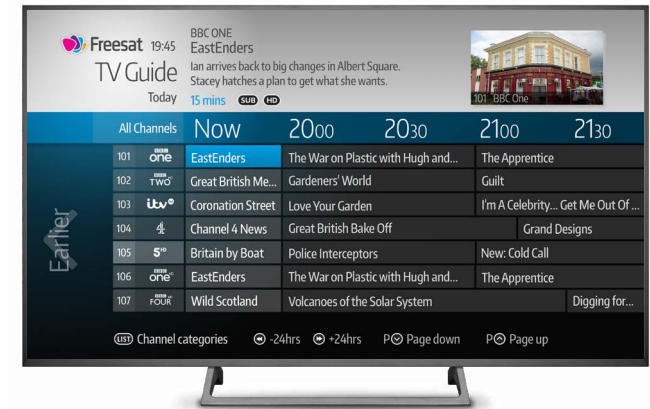 Freesat 19:45
TV Guide
Today
BBC ONE
EastEnders
Ian arrives back to big changes in Albert Square.
Stacey hatches a plan to get what she wants.
15 mins SUB HD
101 BBC One
All Channels Now 2000 2030 2100 2130
Earlier
101 BBC one EastEnders The War on Plastic with Hugh and... The Apprentice
102 BBC TWO Great British Me... Gardeners' World Guilt
103 itv Coronation Street Love Your Garden I'm A Celebrity... Get Me Out Of ...
104 4 Channel 4 News Great British Bake Off Grand Designs
105 5 HD Britain by Boat Police Interceptors New: Cold Call
106 BBC one EastEnders The War on Plastic with Hugh and... The Apprentice
107 BBC FOUR Wild Scotland Volcanoes of the Solar System Digging for...
LIST Channel categories -24hrs +24hrs P Page down P Page up